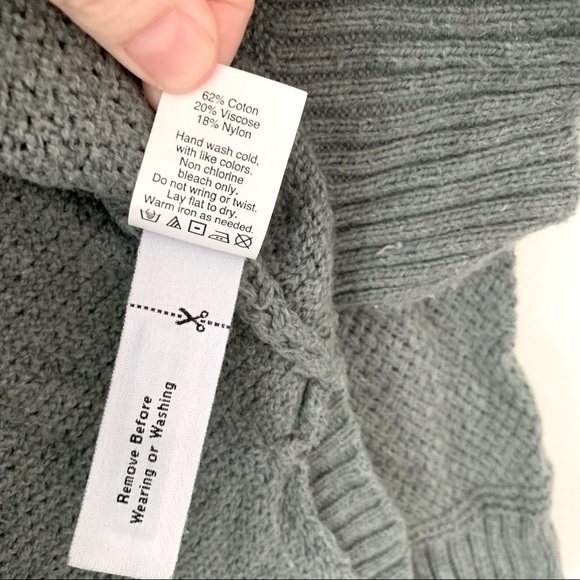 62% Coton
20% Viscose
18% Nylon
Hand wash cold,
with like colors.
Non chlorine
bleach only.
Do not wring or twist.
Lay flat to dry.
Warm iron as needed.
Remove Before
Wearing or Washing